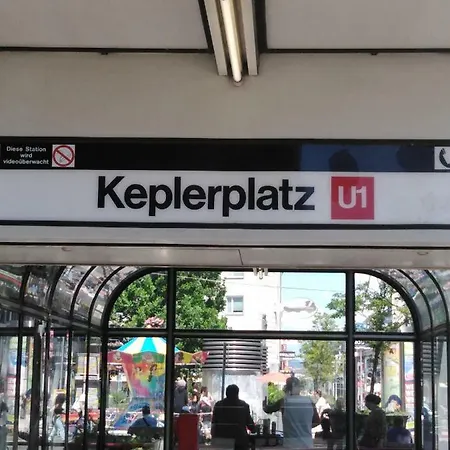 Diese Station
wird
videoüberwacht
Keplerplatz U1